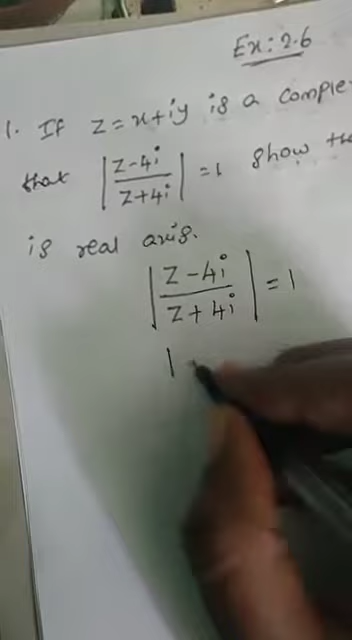 Ex: 2.6
1. If z = x+iy is a comple
that |z-4i / z+4i| = 1 show the
is real axis.
|z-4i / z+4i| = 1
|